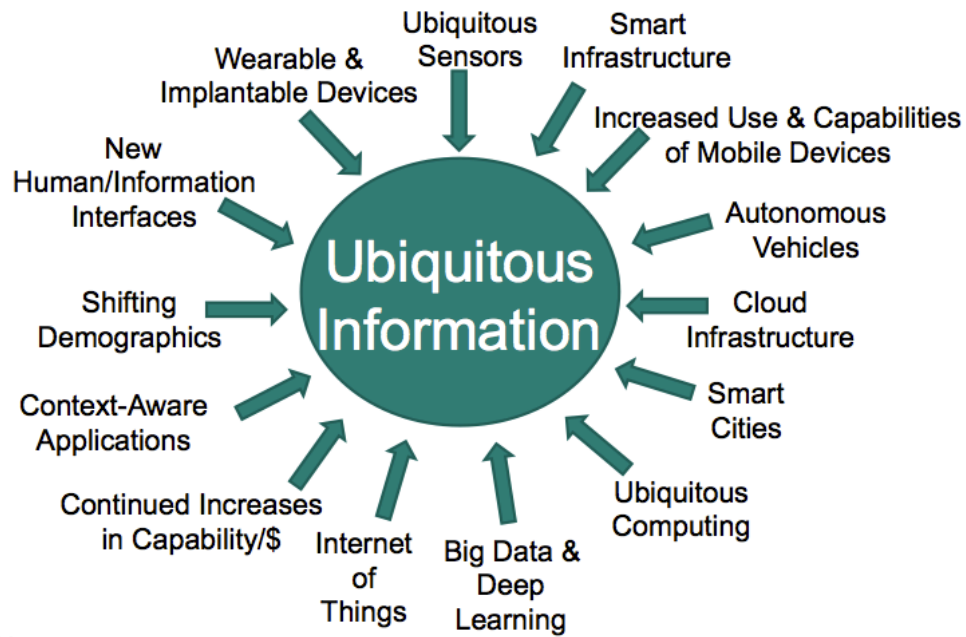 Ubiquitous
Sensors
Smart
Infrastructure
Increased Use & Capabilities
of Mobile Devices
Autonomous
Vehicles
Cloud
Infrastructure
Smart
Cities
Ubiquitous
Computing
Big Data &
Deep
Learning
Internet
of
Things
Continued Increases
in Capability/$
Context-Aware
Applications
Shifting
Demographics
New
Human/Information
Interfaces
Wearable &
Implantable Devices
Ubiquitous
Information